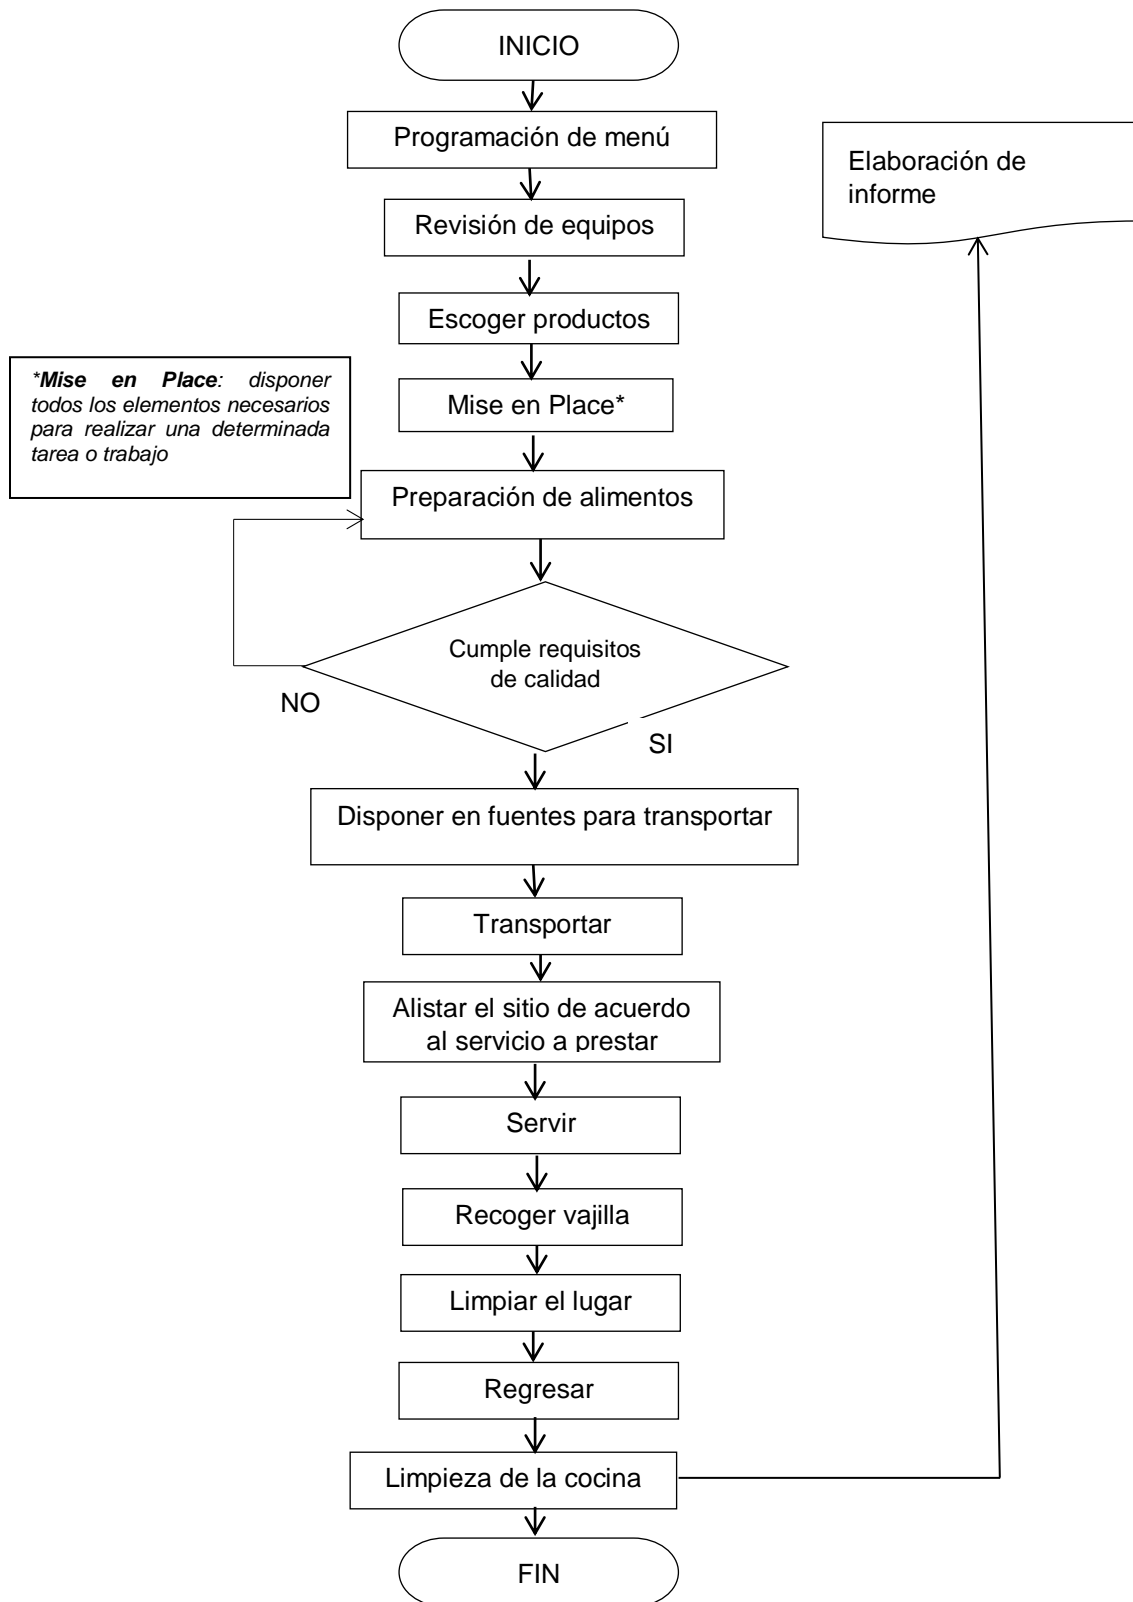 INICIO
Programación de menú
Elaboración de
informe
Revisión de equipos
Escoger productos
*Mise en Place: disponer
todos los elementos necesarios
para realizar una determinada
tarea o trabajo
Mise en Place*
Preparación de alimentos
Cumple requisitos
de calidad
NO
SI
Disponer en fuentes para transportar
Transportar
Alistar el sitio de acuerdo
al servicio a prestar
Servir
Recoger vajilla
Limpiar el lugar
Regresar
Limpieza de la cocina
FIN